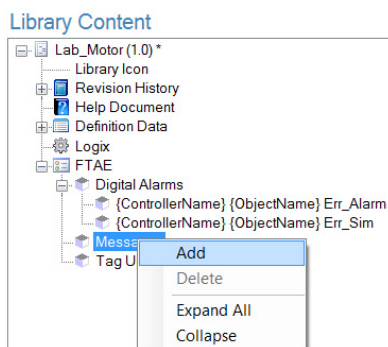 Library Content
Lab_Motor (1.0) *
Library Icon
Revision History
Help Document
Definition Data
Logix
FTAE
Digital Alarms
{ControllerName} {ObjectName} Err_Alarm
{ControllerName} {ObjectName} Err_Sim
Add
Tag U
Delete
Expand All
Collapse